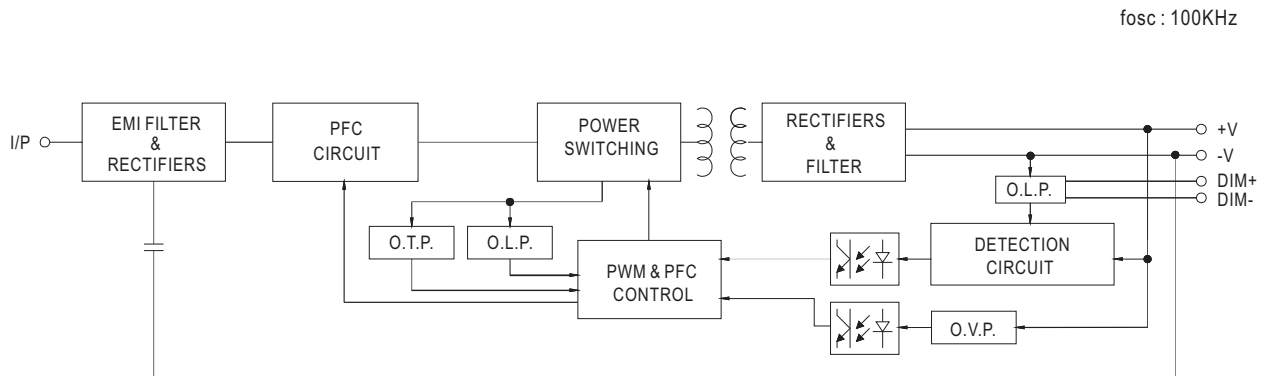 fosc : 100KHz
I/P
EMI FILTER
&
RECTIFIERS
PFC
CIRCUIT
POWER
SWITCHING
RECTIFIERS
&
FILTER
+V
-V
DIM+
DIM-
O.L.P.
O.T.P.
O.L.P.
PWM & PFC
CONTROL
DETECTION
CIRCUIT
O.V.P.